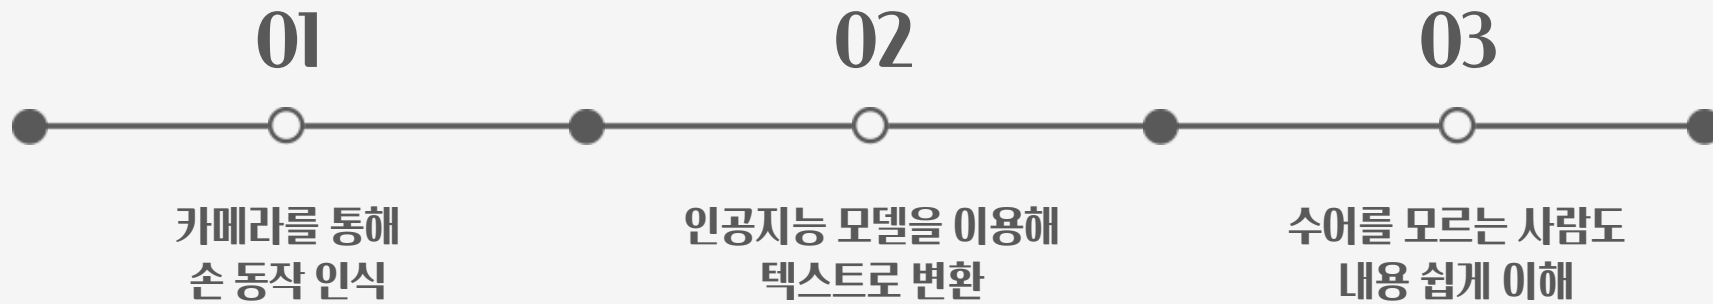 01
02
03
카메라를 통해
손 동작 인식
인공지능 모델을 이용해
텍스트로 변환
수어를 모르는 사람도
내용 쉽게 이해